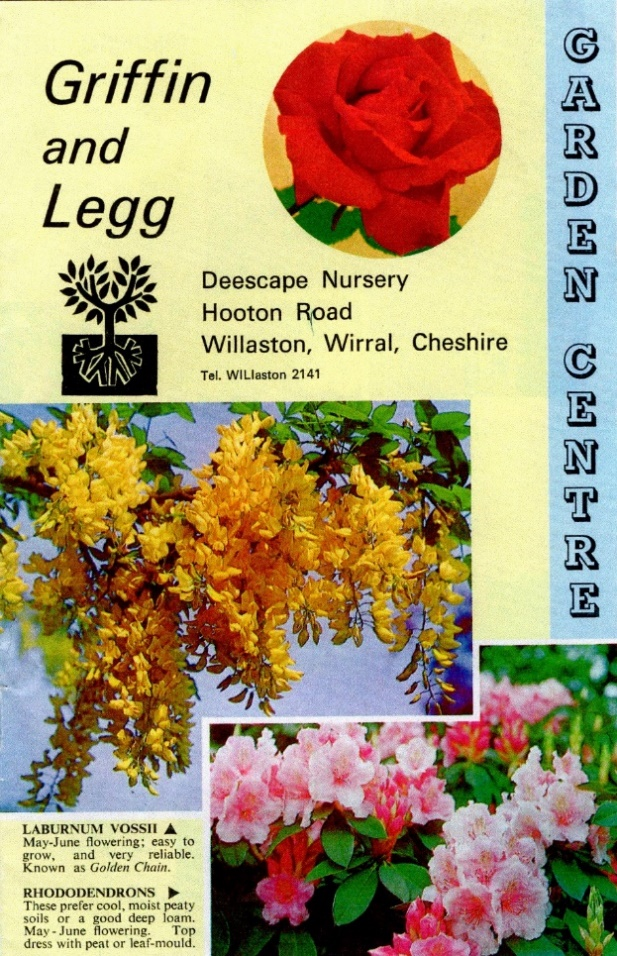 Griffin
and
Legg
GARDEN CENTRE
Deescape Nursery
Hooton Road
Willaston, Wirral, Cheshire
Tel. WILlaston 2141
LABURNUM VOSSII ▲
May-June flowering; easy to
grow, and very reliable.
Known as Golden Chain.
RHODODENDRONS ►
These prefer cool, moist peaty
soils or a good deep loam.
May-June flowering. Top
dress with peat or leaf-mould.